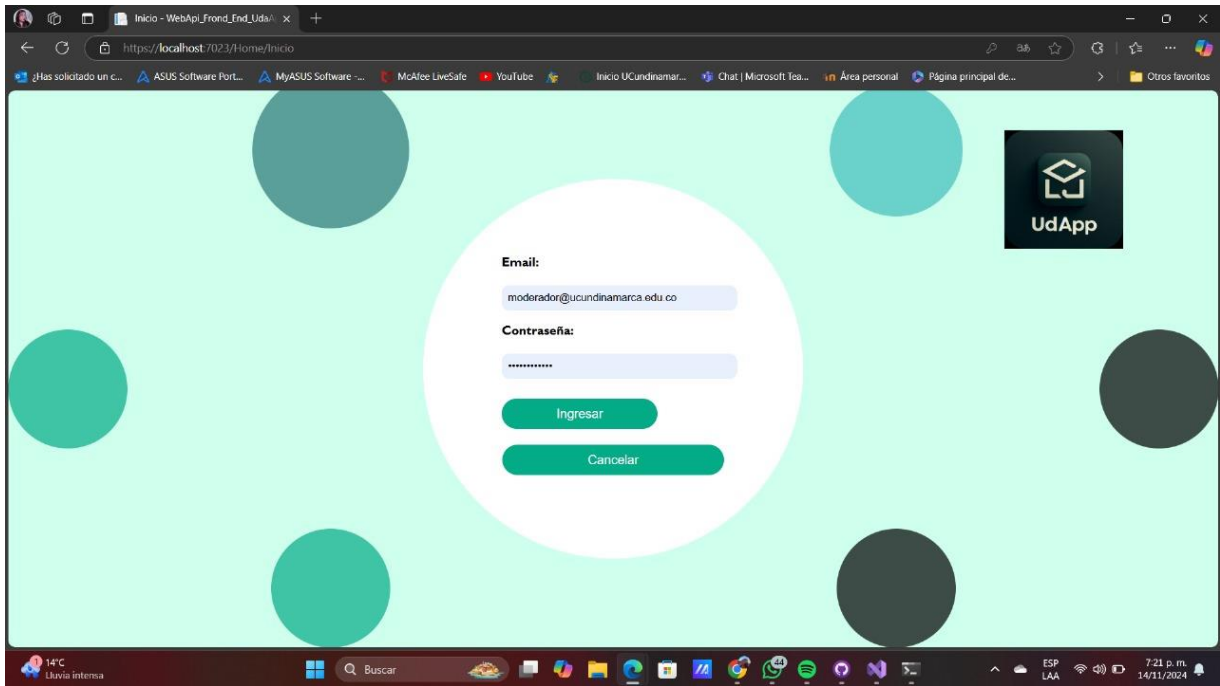 Inicio - WebApi_Frond_End_UdaA
https://localhost:7023/Home/Inicio
¿Has solicitado un c...
ASUS Software Port...
MyASUS Software -...
McAfee LiveSafe
YouTube
Inicio UCundinamar...
Chat | Microsoft Tea...
Área personal
Página principal de...
Otros favoritos
UdApp
Email:
moderador@ucundinamarca.edu.co
Contraseña:
••••••••••••
Ingresar
Cancelar
1
14°C
Lluvia intensa
Buscar
44
ESP
LAA
7:21 p. m.
14/11/2024